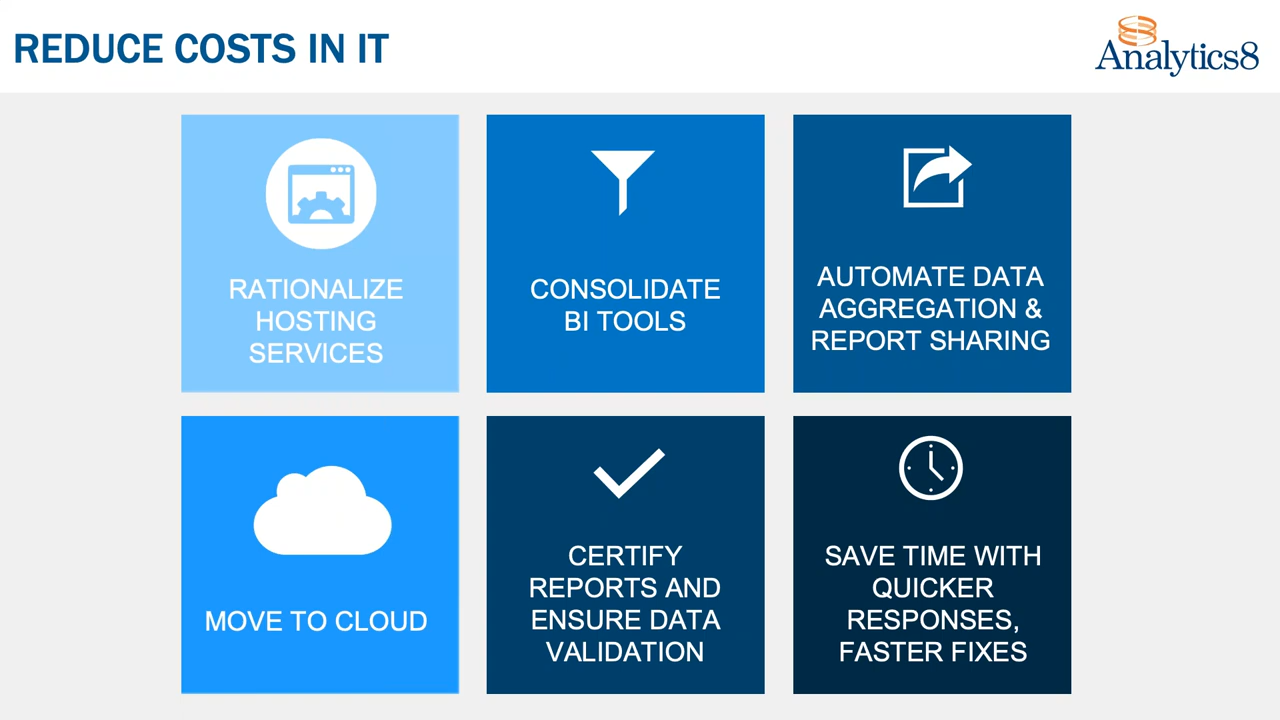 REDUCE COSTS IN IT
Analytics8
RATIONALIZE
HOSTING
SERVICES
CONSOLIDATE
BI TOOLS
AUTOMATE DATA
AGGREGATION &
REPORT SHARING
MOVE TO CLOUD
CERTIFY
REPORTS AND
ENSURE DATA
VALIDATION
SAVE TIME WITH
QUICKER
RESPONSES,
FASTER FIXES